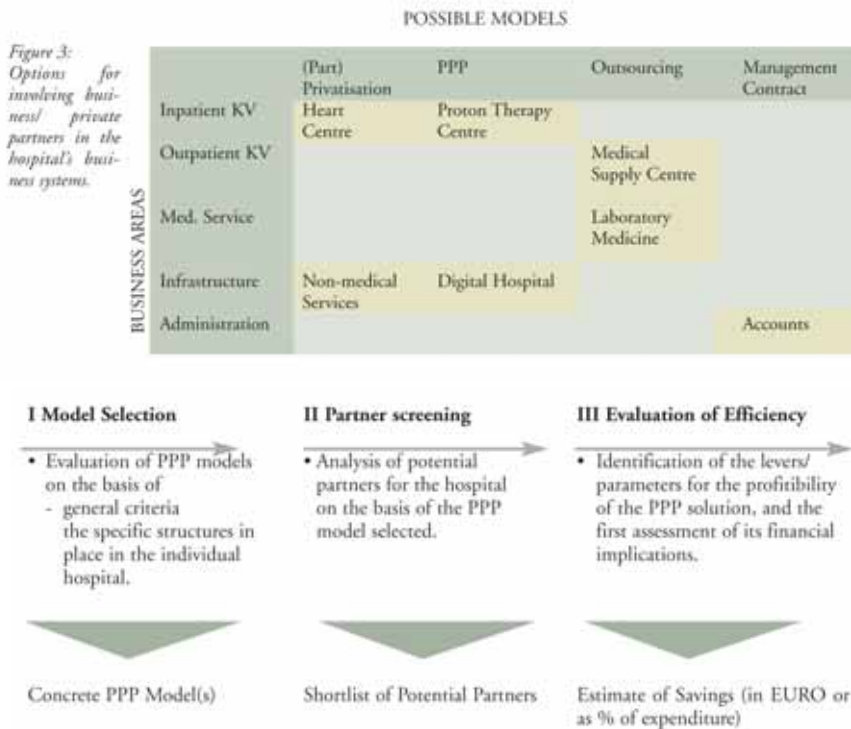 POSSIBLE MODELS
Figure 3:
Options for
involving busi-
ness/ private
partners in the
hospital's busi-
ness systems.
BUSINESS AREAS
(Part)
Privatisation
PPP
Outsourcing
Management
Contract
Inpatient KV
Heart
Centre
Proton Therapy
Centre
Outpatient KV
Medical
Supply Centre
Med. Service
Laboratory
Medicine
Infrastructure
Non-medical
Services
Digital Hospital
Administration
Accounts
I Model Selection
• Evaluation of PPP models
on the basis of
- general criteria
the specific structures in
place in the individual
hospital.
Concrete PPP Model(s)
II Partner screening
• Analysis of potential
partners for the hospital
on the basis of the PPP
model selected.
Shortlist of Potential Partners
III Evaluation of Efficiency
• Identification of the levers/
parameters for the profitibility
of the PPP solution, and the
first assessment of its financial
implications.
Estimate of Savings (in EURO or
as % of expenditure)